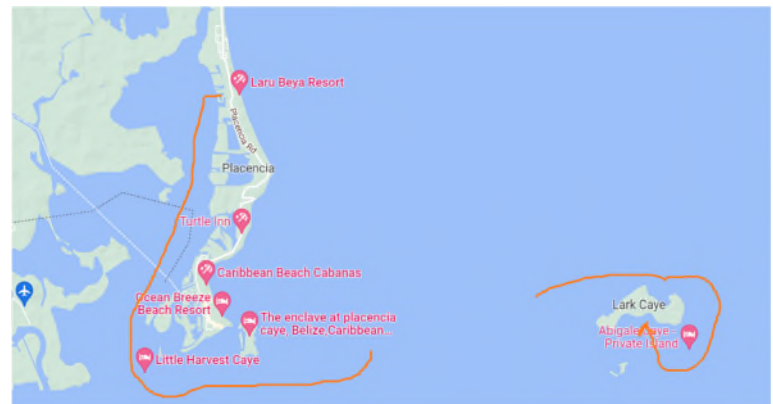 Laru Beya Resort
Placencia Rd
Placencia
Turtle Inn
Caribbean Beach Cabanas
Ocean Breeze
Beach Resort
The enclave at placencia
caye, Belize,Caribbean...
Little Harvest Caye
Lark Caye
Abigale Caye -
Private Island